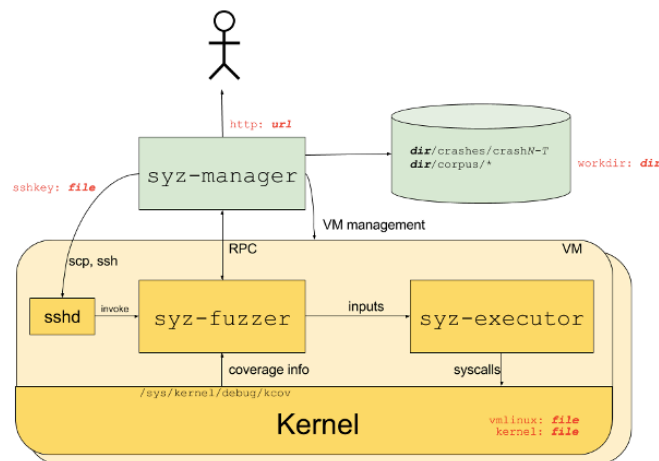 http: url
dir/crashes/crashN-T
dir/corpus/*
workdir: dir
syz-manager
sshkey: file
VM management
scp, ssh
RPC
VM
sshd
invoke
syz-fuzzer
inputs
syz-executor
coverage info
syscalls
/sys/kernel/debug/kcov
Kernel
vmlinux: file
kernel: file